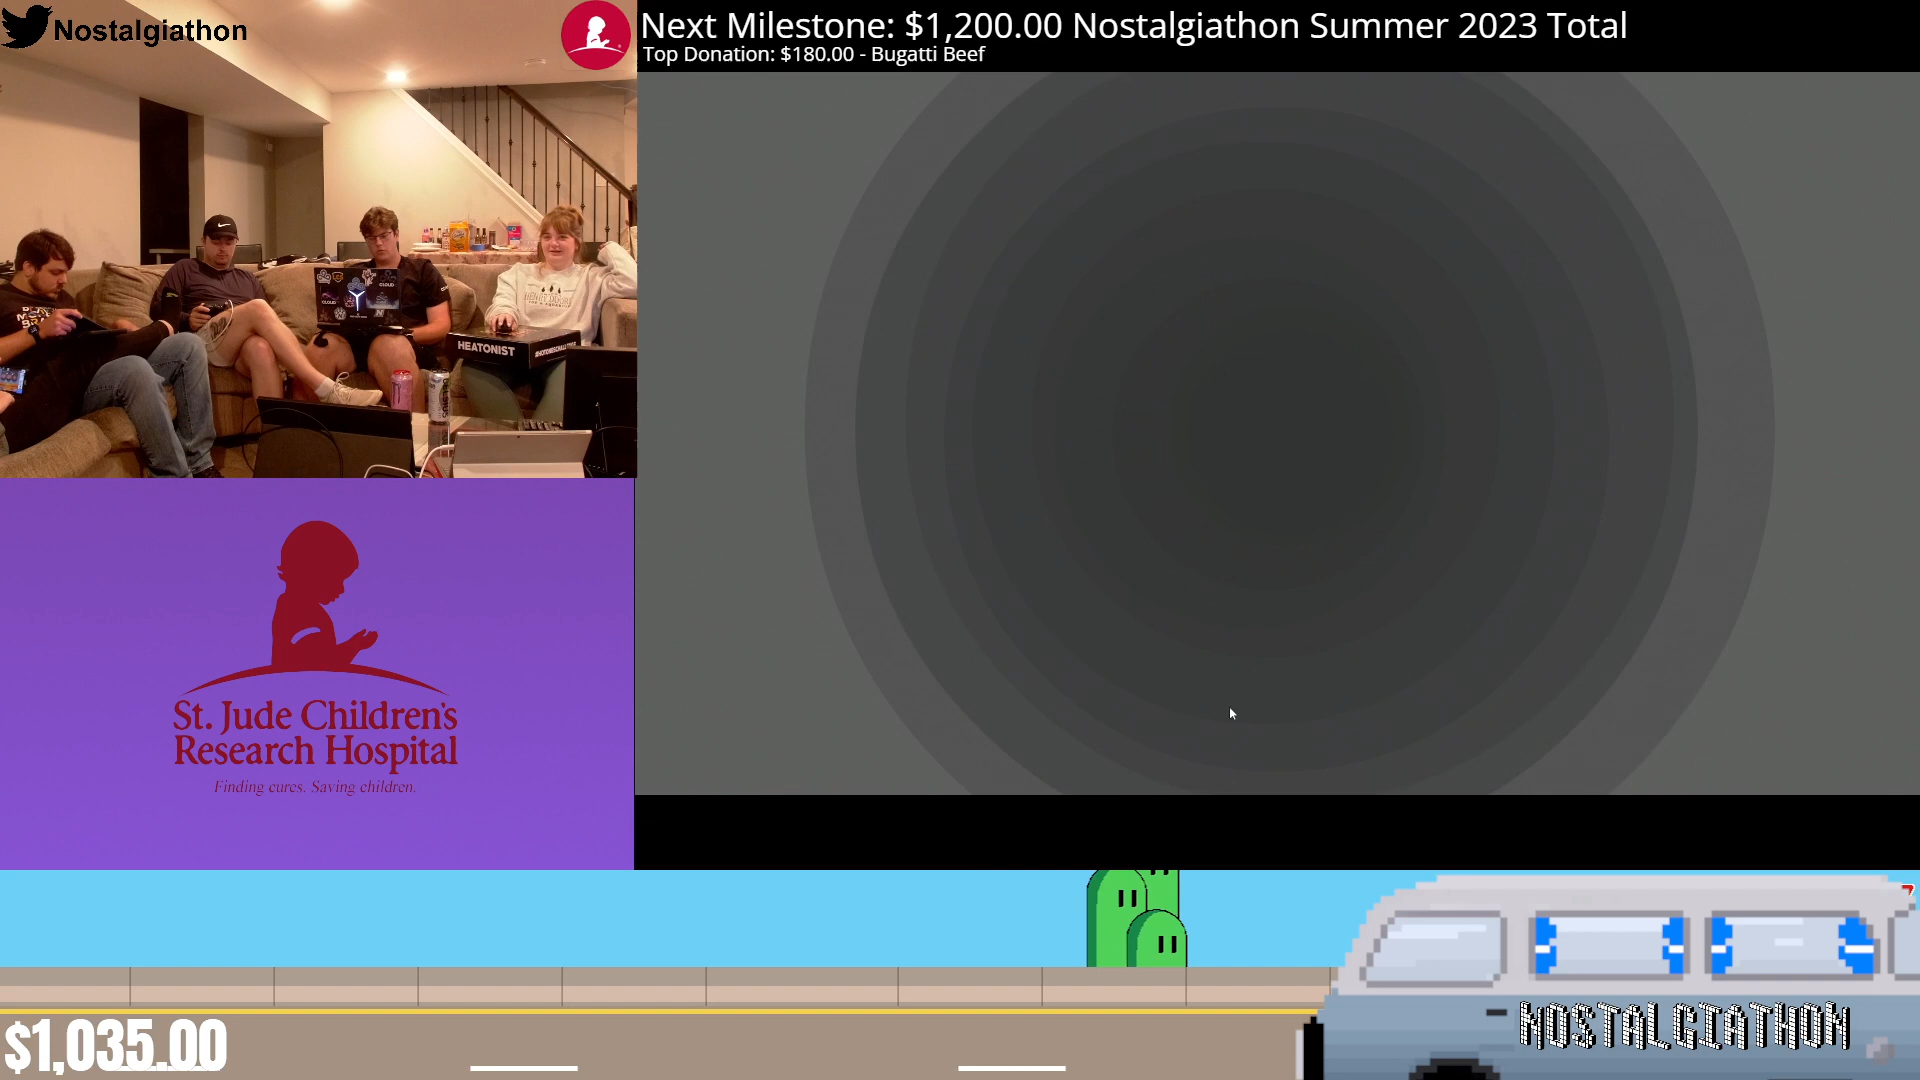 Nostalgiathon
Next Milestone: $1,200.00 Nostalgiathon Summer 2023 Total
Top Donation: $180.00 - Bugatti Beef
CLOUD
HEATONIST
St. Jude Children's
Research Hospital
Finding cures. Saving children.
$1,035.00
NOSTALGIATHON